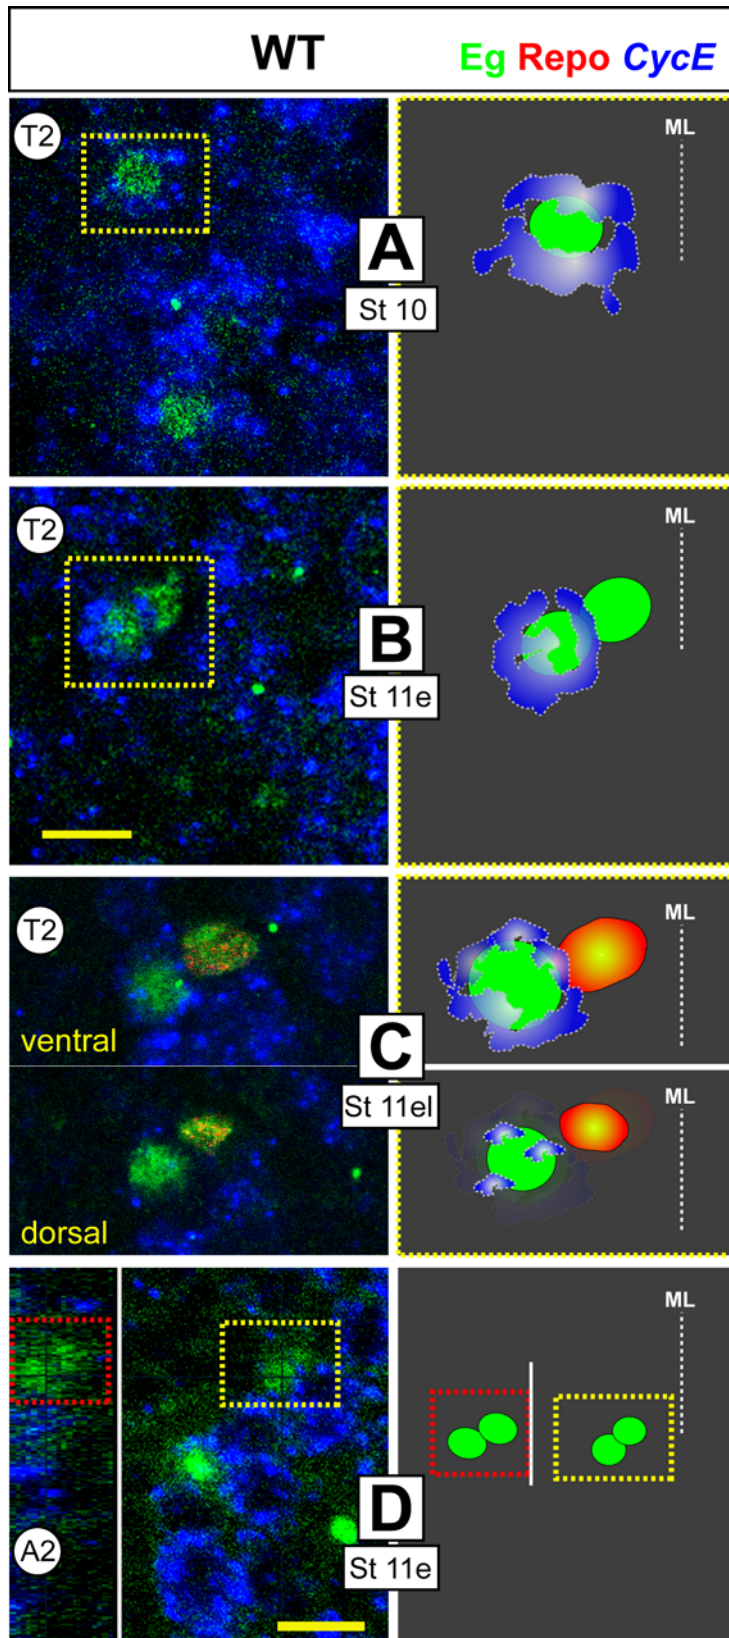 WT Eg Repo CycE
T2 ML
A
St 10
T2 ML
B
St 11e
T2 ML
ventral
C
St 11el
dorsal
ML
D
A2
St 11e